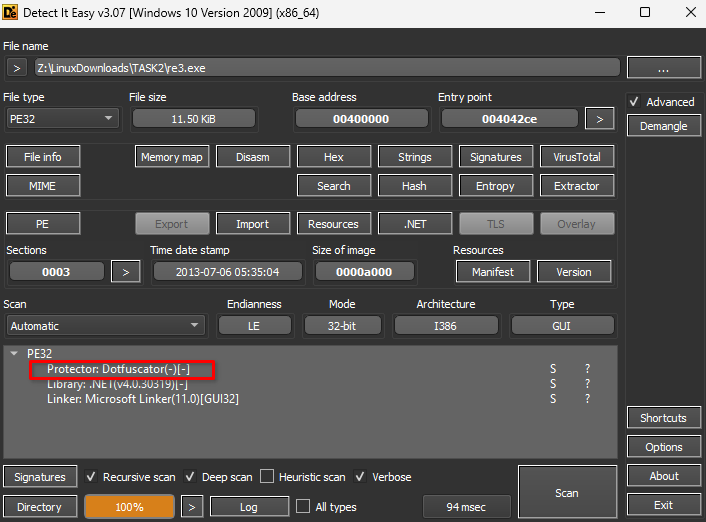 Detect It Easy v3.07 [Windows 10 Version 2009] (x86_64)
File name
> Z:\LinuxDownloads\TASK2\re3.exe ...
File type File size Base address Entry point Advanced
PE32 11.50 KiB 00400000 004042ce > Demangle
File info Memory map Disasm Hex Strings Signatures VirusTotal
MIME Search Hash Entropy Extractor
PE Export Import Resources .NET TLS Overlay
Sections Time date stamp Size of image Resources
0003 > 2013-07-06 05:35:04 0000a000 Manifest Version
Scan Endianness Mode Architecture Type
Automatic LE 32-bit I386 GUI
PE32
Protector: Dotfuscator(-)[-] S ?
Library: .NET(v4.0.30319)[-] S ?
Linker: Microsoft Linker(11.0)[GUI32] S ?
Shortcuts
Options
Signatures Recursive scan Deep scan Heuristic scan Verbose Scan About
Directory 100% > Log All types 94 msec Exit